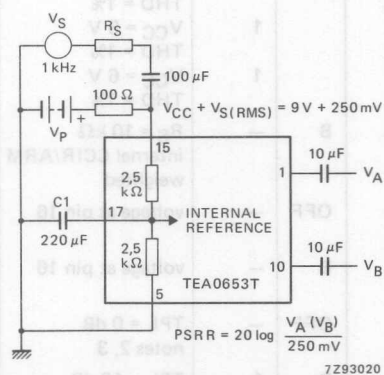 V_S
R_S
1 kHz
100 µF
100 Ω
V_P
+
V_CC + V_S(RMS) = 9 V + 250 mV
15
10 µF
2,5 kΩ
1
V_A
C1
17
INTERNAL REFERENCE
220 µF
2,5 kΩ
10 µF
10
V_B
TEA0653T
5
PSRR = 20 log V_A (V_B) / 250 mV
7Z93020